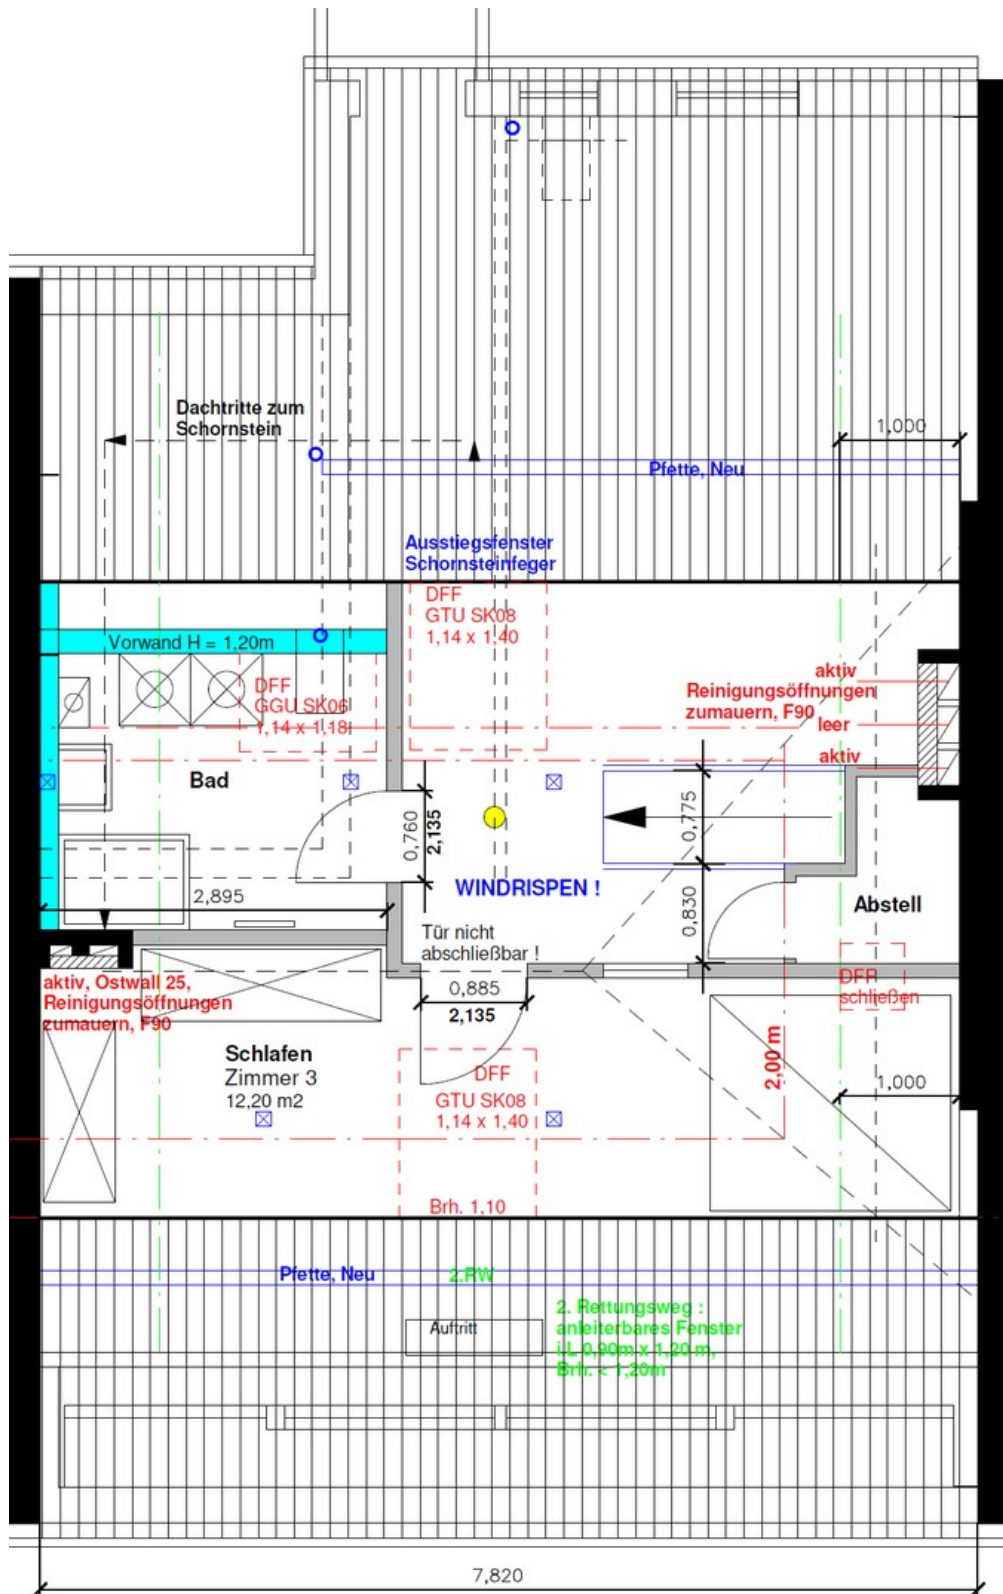 Dachtritte zum
Schornstein
1,000
Pfette, Neu
Ausstiegsfenster
Schornsteinfeger
DFF
GTU SK08
1,14 x 1,40
Vorwand H = 1,20m
DFF
GGU SK06
1,14 x 1,18
aktiv
Reinigungsöffnungen
zumauern, F90
leer
aktiv
Bad
0,760
2,135
0,775
2,895
WINDRISPEN !
0,830
Abstell
Tür nicht
abschließbar !
DFF
schließen
aktiv, Ostwall 25,
Reinigungsöffnungen
zumauern, F90
0,885
2,135
Schlafen
Zimmer 3
12,20 m2
DFF
GTU SK08
1,14 x 1,40
2,00 m
1,000
Brh. 1,10
Pfette, Neu
2.RW
2. Rettungsweg :
anleiterbares Fenster
i.L 0,90m x 1,20 m,
Brh. < 1,20m
Auftritt
7,820